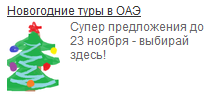 Новогодние туры в ОАЭ
Супер предложения до
23 ноября - выбирай
здесь!